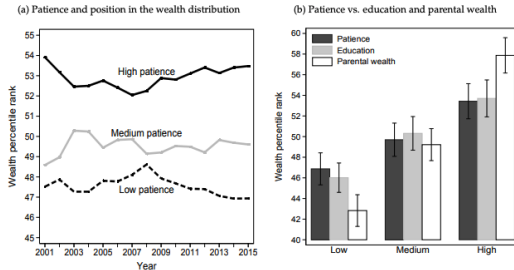 (a) Patience and position in the wealth distribution
Wealth percentile rank
55
54
53
52
51
50
49
48
47
46
45
High patience
Medium patience
Low patience
2001
2003
2005
2007
2009
2011
2013
2015
Year
(b) Patience vs. education and parental wealth
Wealth percentile rank
60
58
56
54
52
50
48
46
44
42
40
Patience
Education
Parental wealth
Low
Medium
High